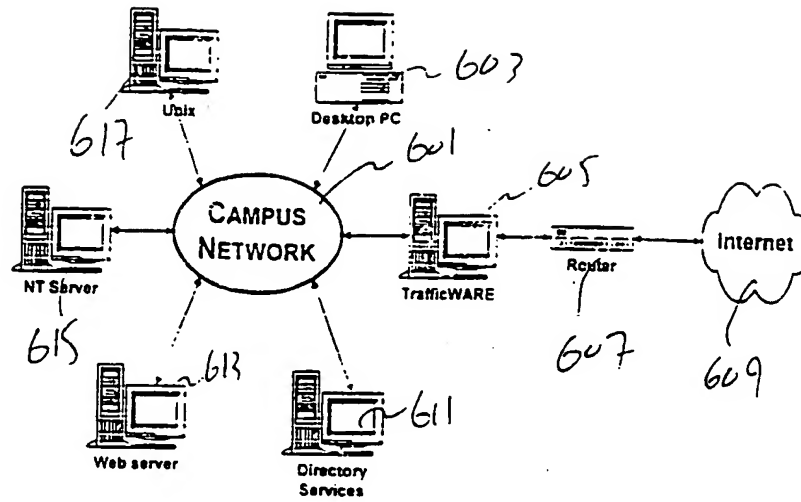 603
Unix
Desktop PC
617
601
605
CAMPUS
NETWORK
Internet
NT Server
TrafficWARE
Router
615
607
609
613
611
Web server
Directory
Services